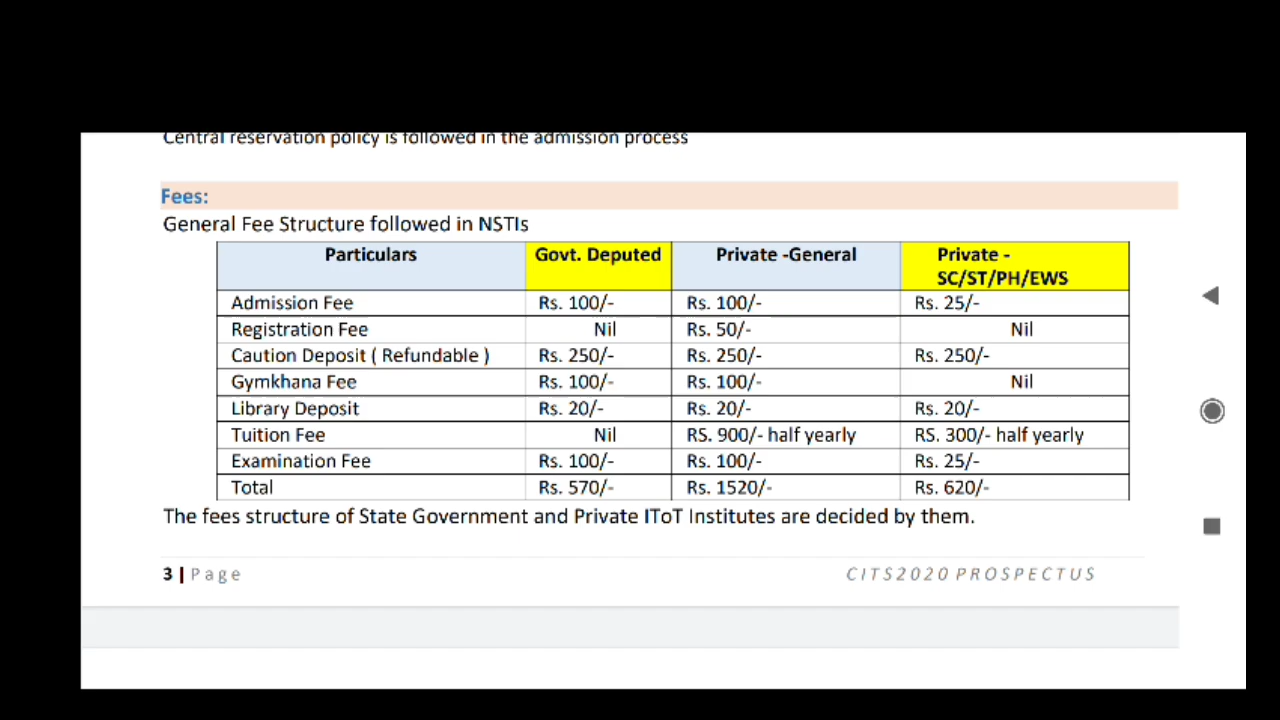 Central reservation policy is followed in the admission process
Fees:
General Fee Structure followed in NSTIs
Particulars Govt. Deputed Private -General Private - SC/ST/PH/EWS
Admission Fee Rs. 100/- Rs. 100/- Rs. 25/-
Registration Fee Nil Rs. 50/- Nil
Caution Deposit ( Refundable ) Rs. 250/- Rs. 250/- Rs. 250/-
Gymkhana Fee Rs. 100/- Rs. 100/- Nil
Library Deposit Rs. 20/- Rs. 20/- Rs. 20/-
Tuition Fee Nil RS. 900/- half yearly RS. 300/- half yearly
Examination Fee Rs. 100/- Rs. 100/- Rs. 25/-
Total Rs. 570/- Rs. 1520/- Rs. 620/-
The fees structure of State Government and Private IToT Institutes are decided by them.
3 | Page CITS2020 PROSPECTUS